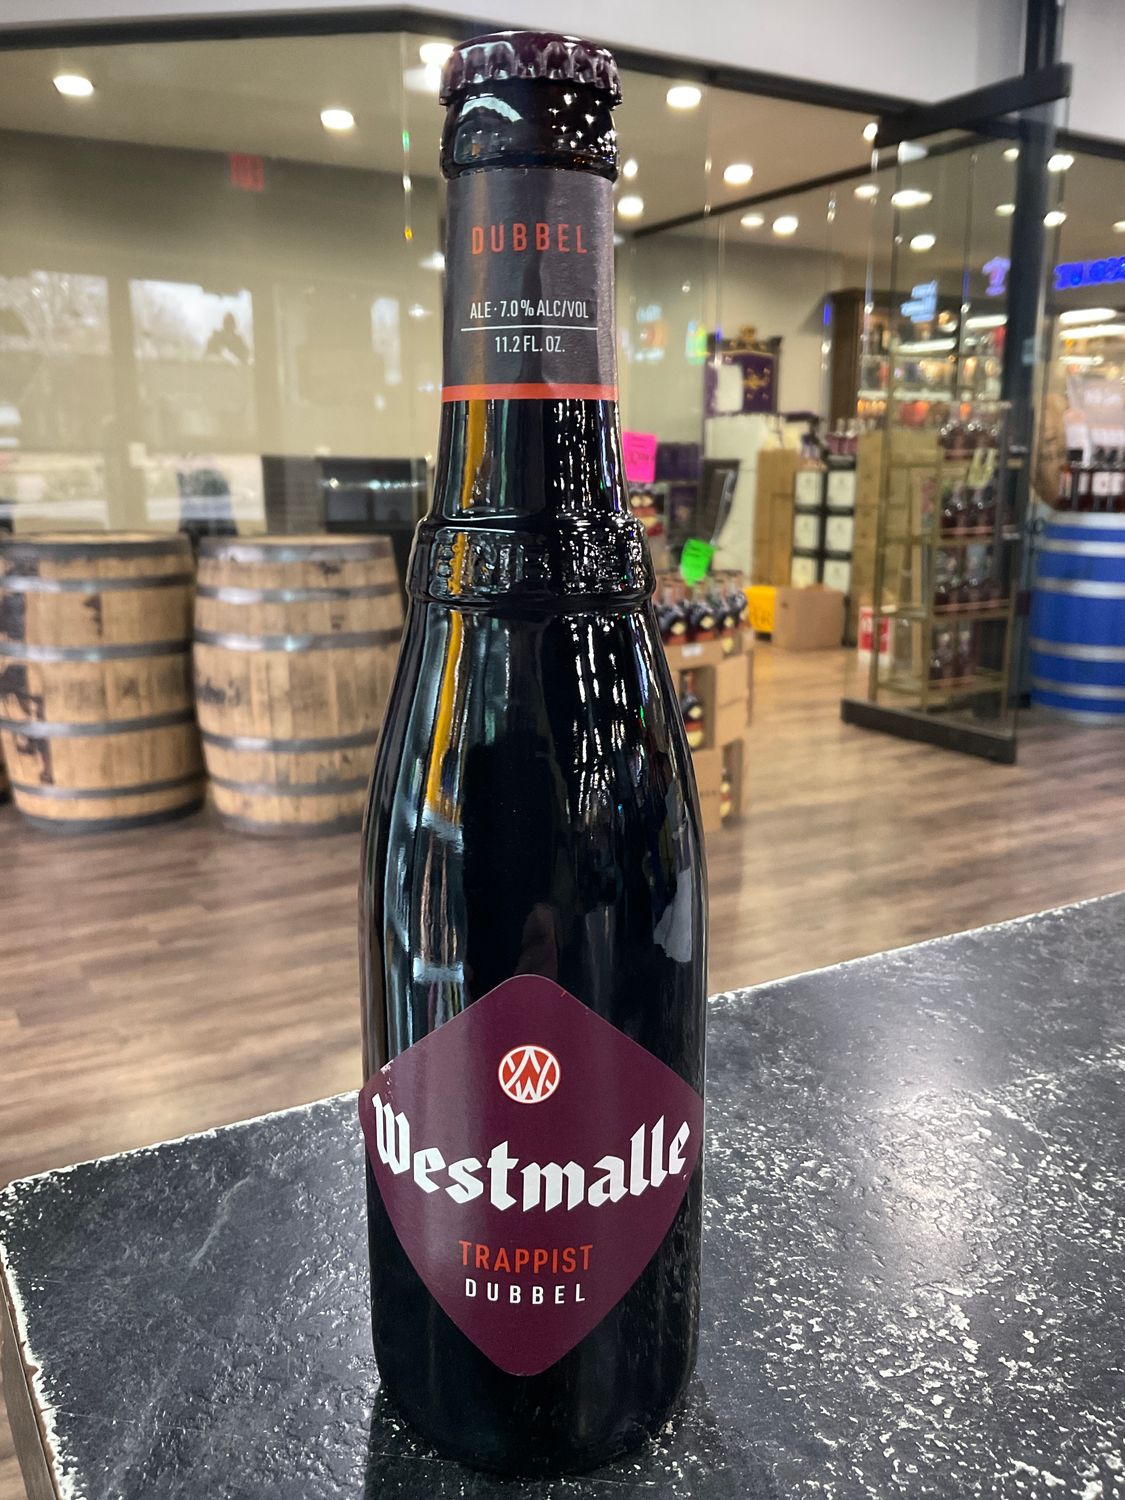 DUBBEL
ALE · 7.0% ALC/VOL
11.2 FL. OZ.
Westmalle
TRAPPIST
DUBBEL